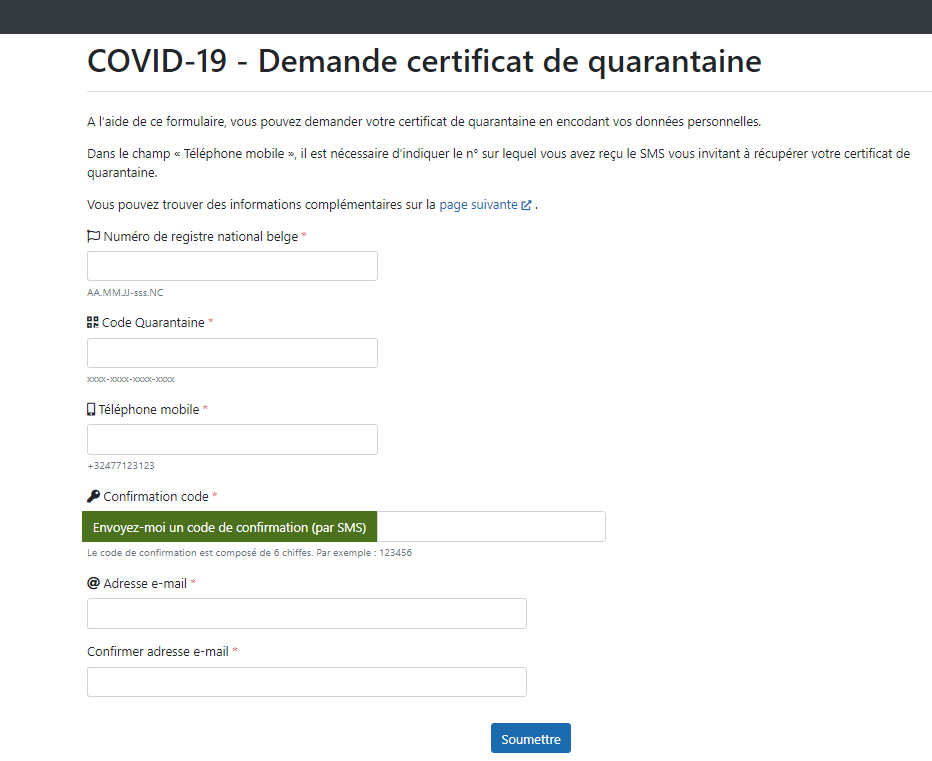 COVID-19 - Demande certificat de quarantaine
A l'aide de ce formulaire, vous pouvez demander votre certificat de quarantaine en encodant vos données personnelles.
Dans le champ « Téléphone mobile », il est nécessaire d'indiquer le n° sur lequel vous avez reçu le SMS vous invitant à récupérer votre certificat de
quarantaine.
Vous pouvez trouver des informations complémentaires sur la page suivante .
Numéro de registre national belge *
AA.MM.JJ-sss.NC
Code Quarantaine *
xxxx-xxxx-xxxx-xxxx
Téléphone mobile *
+32477123123
Confirmation code *
Envoyez-moi un code de confirmation (par SMS)
Le code de confirmation est composé de 6 chiffes. Par exemple : 123456
@ Adresse e-mail *
Confirmer adresse e-mail *
Soumettre